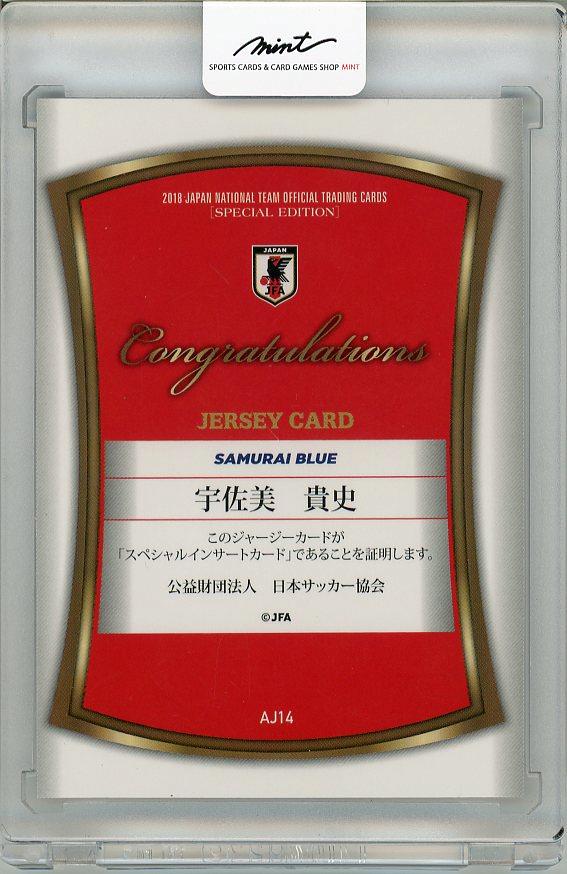 mint
SPORTS CARDS & CARD GAMES SHOP MINT
2018 JAPAN NATIONAL TEAM OFFICIAL TRADING CARDS
[SPECIAL EDITION]
JAPAN
JFA
Congratulations
JERSEY CARD
SAMURAI BLUE
宇佐美　貴史
このジャージーカードが
「スペシャルインサートカード」であることを証明します。
公益財団法人　日本サッカー協会
©JFA
AJ14